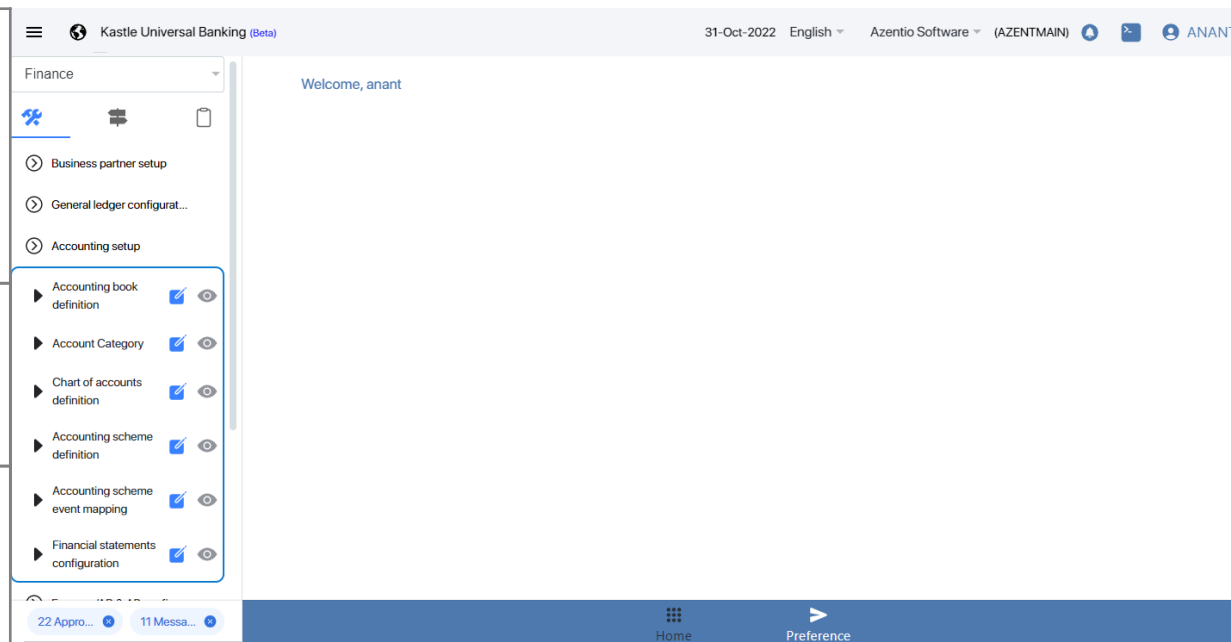 Kastle Universal Banking (Beta)
31-Oct-2022 English Azentio Software (AZENTMAIN) ANANT
Finance
Welcome, anant
Business partner setup
General ledger configurat...
Accounting setup
Accounting book
definition
Account Category
Chart of accounts
definition
Accounting scheme
definition
Accounting scheme
event mapping
Financial statements
configuration
22 Appro...
11 Messa...
Home
Preference